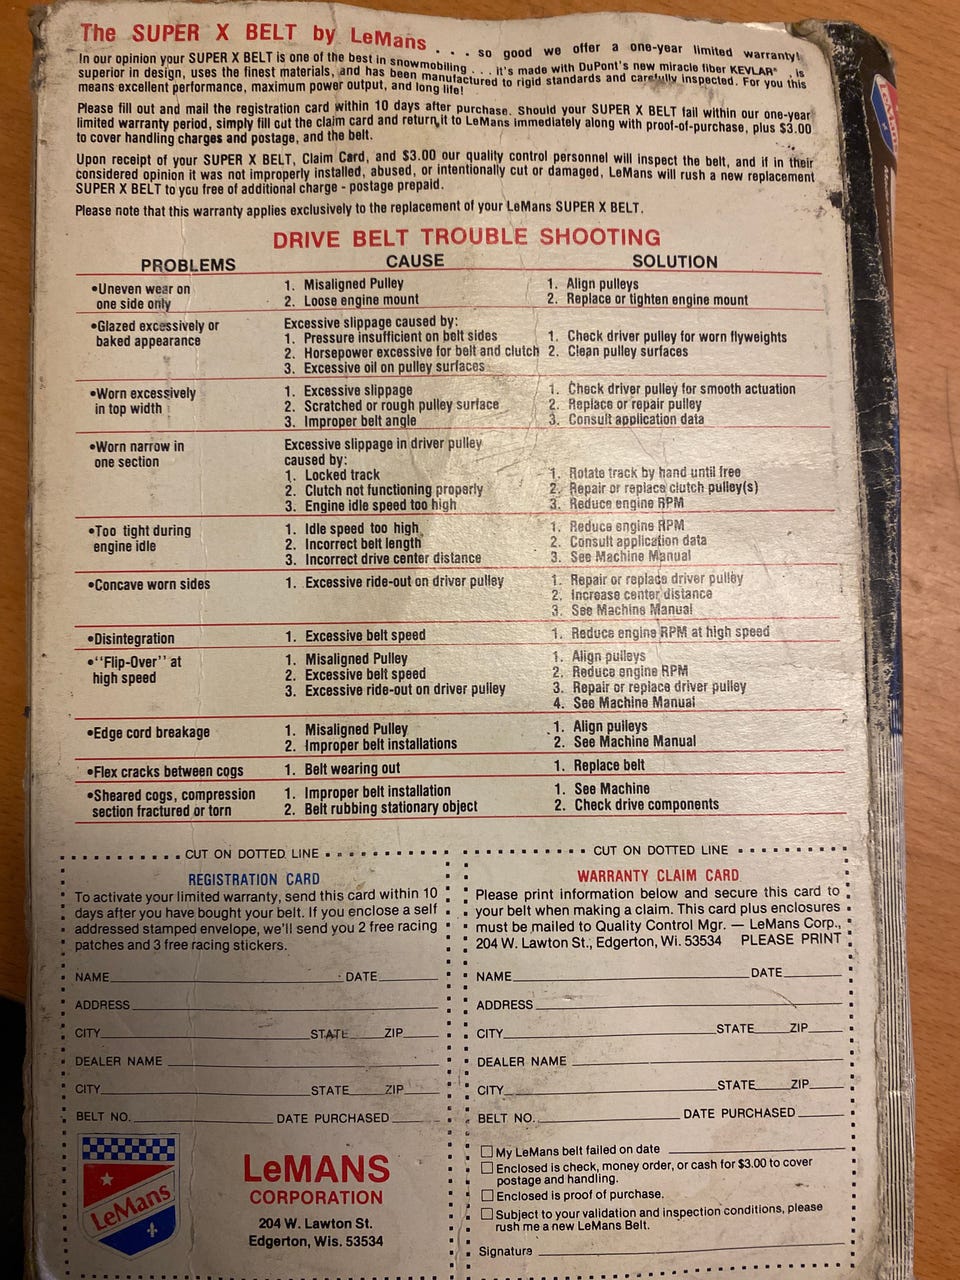 The SUPER X BELT by LeMans . . . so good we offer a one-year limited warranty!
In our opinion your SUPER X BELT is one of the best in snowmobiling . . . it's made with DuPont's new miracle fiber KEVLAR®, is
superior in design, uses the finest materials, and has been manufactured to rigid standards and carefully inspected. For you this
means excellent performance, maximum power output, and long life!
Please fill out and mail the registration card within 10 days after purchase. Should your SUPER X BELT fail within our one-year
limited warranty period, simply fill out the claim card and return it to LeMans immediately along with proof-of-purchase, plus $3.00
to cover handling charges and postage, and the belt.
Upon receipt of your SUPER X BELT, Claim Card, and $3.00 our quality control personnel will inspect the belt, and if in their
considered opinion it was not improperly installed, abused, or intentionally cut or damaged, LeMans will rush a new replacement
SUPER X BELT to you free of additional charge - postage prepaid.
Please note that this warranty applies exclusively to the replacement of your LeMans SUPER X BELT.
DRIVE BELT TROUBLE SHOOTING
PROBLEMS CAUSE SOLUTION
•Uneven wear on 1. Misaligned Pulley 1. Align pulleys
one side only 2. Loose engine mount 2. Replace or tighten engine mount
•Glazed excessively or Excessive slippage caused by:
baked appearance 1. Pressure insufficient on belt sides 1. Check driver pulley for worn flyweights
2. Horsepower excessive for belt and clutch 2. Clean pulley surfaces
3. Excessive oil on pulley surfaces
•Worn excessively 1. Excessive slippage 1. Check driver pulley for smooth actuation
in top width 2. Scratched or rough pulley surface 2. Replace or repair pulley
3. Improper belt angle 3. Consult application data
•Worn narrow in Excessive slippage in driver pulley
one section caused by:
1. Locked track 1. Rotate track by hand until free
2. Clutch not functioning properly 2. Repair or replace clutch pulley(s)
3. Engine idle speed too high 3. Reduce engine RPM
•Too tight during 1. Idle speed too high 1. Reduce engine RPM
engine idle 2. Incorrect belt length 2. Consult application data
3. Incorrect drive center distance 3. See Machine Manual
•Concave worn sides 1. Excessive ride-out on driver pulley 1. Repair or replace driver pulley
2. Increase center distance
3. See Machine Manual
•Disintegration 1. Excessive belt speed 1. Reduce engine RPM at high speed
•"Flip-Over" at 1. Misaligned Pulley 1. Align pulleys
high speed 2. Excessive belt speed 2. Reduce engine RPM
3. Excessive ride-out on driver pulley 3. Repair or replace driver pulley
4. See Machine Manual
•Edge cord breakage 1. Misaligned Pulley 1. Align pulleys
2. Improper belt installations 2. See Machine Manual
•Flex cracks between cogs 1. Belt wearing out 1. Replace belt
•Sheared cogs, compression 1. Improper belt installation 1. See Machine
section fractured or torn 2. Belt rubbing stationary object 2. Check drive components
CUT ON DOTTED LINE
REGISTRATION CARD
To activate your limited warranty, send this card within 10
days after you have bought your belt. If you enclose a self
addressed stamped envelope, we'll send you 2 free racing
patches and 3 free racing stickers.
NAME DATE
ADDRESS
CITY STATE ZIP
DEALER NAME
CITY STATE ZIP
BELT NO. DATE PURCHASED
LeMans
LeMANS
CORPORATION
204 W. Lawton St.
Edgerton, Wis. 53534
CUT ON DOTTED LINE
WARRANTY CLAIM CARD
Please print information below and secure this card to
your belt when making a claim. This card plus enclosures
must be mailed to Quality Control Mgr. — LeMans Corp.,
204 W. Lawton St., Edgerton, Wi. 53534 PLEASE PRINT
NAME DATE
ADDRESS
CITY STATE ZIP
DEALER NAME
CITY STATE ZIP
BELT NO. DATE PURCHASED
My LeMans belt failed on date
Enclosed is check, money order, or cash for $3.00 to cover
postage and handling.
Enclosed is proof of purchase.
Subject to your validation and inspection conditions, please
rush me a new LeMans Belt.
Signature